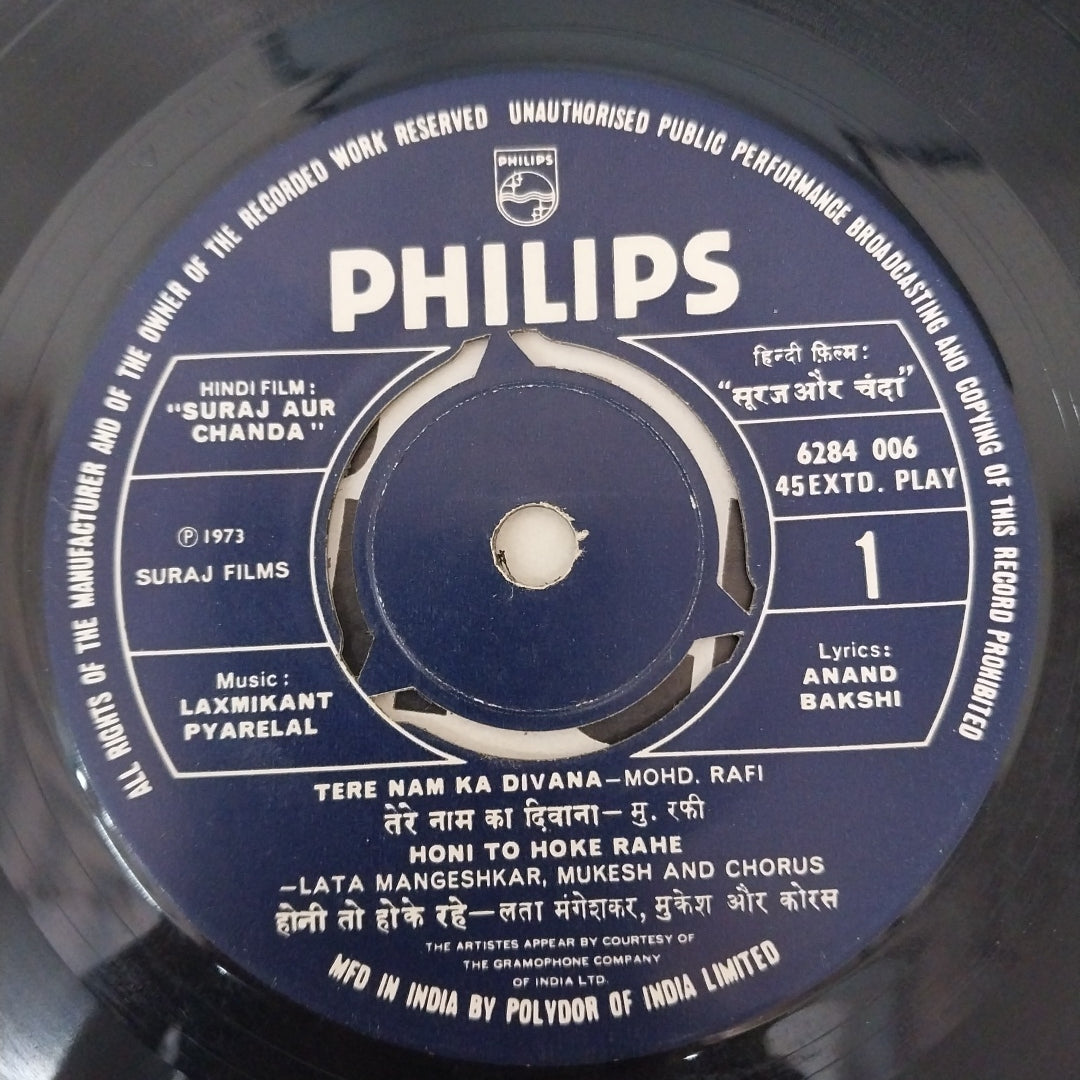 ALL RIGHTS OF THE MANUFACTURER AND OF THE OWNER OF THE RECORDED WORK RESERVED UNAUTHORISED PUBLIC PERFORMANCE BROADCASTING AND COPYING OF THIS RECORD PROHIBITED
PHILIPS
PHILIPS
HINDI FILM:
"SURAJ AUR
CHANDA"
Ⓟ 1973
SURAJ FILMS
Music:
LAXMIKANT
PYARELAL
हिन्दी फ़िल्म:
"सूरज और चंदा"
6284 006
45 EXTD. PLAY
1
Lyrics:
ANAND
BAKSHI
TERE NAM KA DIVANA—MOHD. RAFI
तेरे नाम का दिवाना—मु. रफी
HONI TO HOKE RAHE
—LATA MANGESHKAR, MUKESH AND CHORUS
होनी तो होके रहे—लता मंगेशकर, मुकेश और कोरस
THE ARTISTES APPEAR BY COURTESY OF
THE GRAMOPHONE COMPANY
OF INDIA LTD.
MFD IN INDIA BY POLYDOR OF INDIA LIMITED